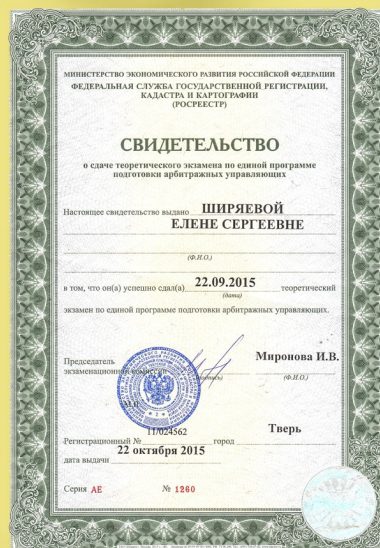 МИНИСТЕРСТВО ЭКОНОМИЧЕСКОГО РАЗВИТИЯ РОССИЙСКОЙ ФЕДЕРАЦИИ
ФЕДЕРАЛЬНАЯ СЛУЖБА ГОСУДАРСТВЕННОЙ РЕГИСТРАЦИИ,
КАДАСТРА И КАРТОГРАФИИ
(РОСРЕЕСТР)
СВИДЕТЕЛЬСТВО
о сдаче теоретического экзамена по единой программе
подготовки арбитражных управляющих
Настоящее свидетельство выдано ШИРЯЕВОЙ
ЕЛЕНЕ СЕРГЕЕВНЕ
(Ф.И.О.)
в том, что он(а) успешно сдал(а) 22.09.2015 теоретический
(дата)
экзамен по единой программе подготовки арбитражных управляющих.
Председатель
экзаменационной комиссии Миронова И.В.
(подпись) (Ф.И.О.)
М.П.
11/024562
Регистрационный № город Тверь
дата выдачи 22 октября 2015
Серия АЕ № 1260